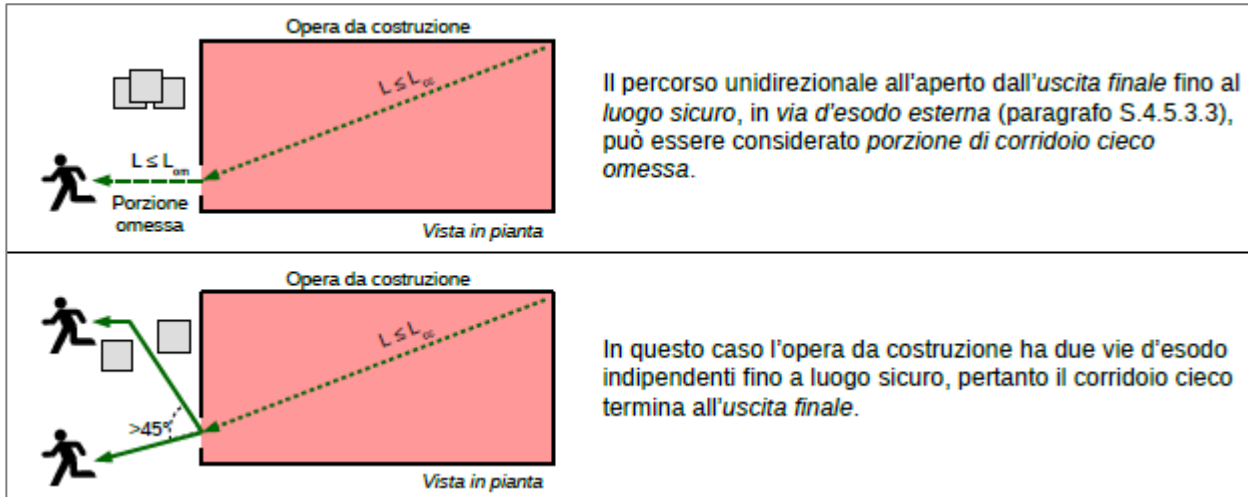 Opera da costruzione
L ≤ Lcc
L ≤ Lom
Porzione
omessa
Vista in pianta
Il percorso unidirezionale all'aperto dall'uscita finale fino al
luogo sicuro, in via d'esodo esterna (paragrafo S.4.5.3.3),
può essere considerato porzione di corridoio cieco
omessa.
Opera da costruzione
L ≤ Lcc
>45°
Vista in pianta
In questo caso l'opera da costruzione ha due vie d'esodo
indipendenti fino a luogo sicuro, pertanto il corridoio cieco
termina all'uscita finale.